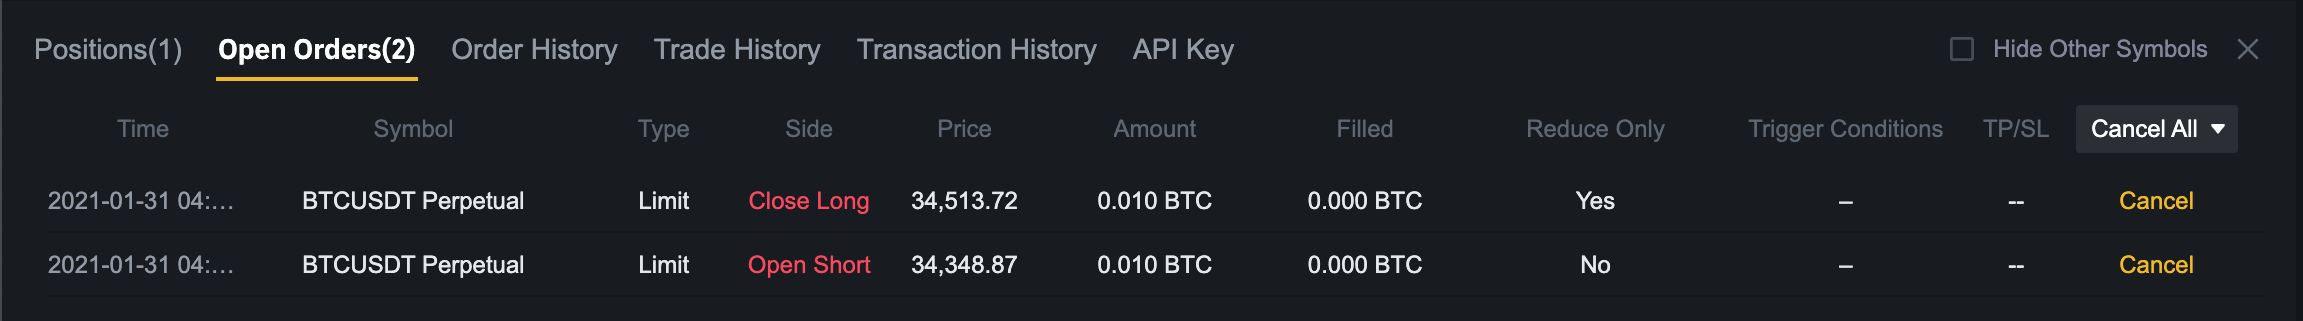 Positions(1) Open Orders(2) Order History Trade History Transaction History API Key Hide Other Symbols
Time Symbol Type Side Price Amount Filled Reduce Only Trigger Conditions TP/SL Cancel All
2021-01-31 04:... BTCUSDT Perpetual Limit Close Long 34,513.72 0.010 BTC 0.000 BTC Yes – -- Cancel
2021-01-31 04:... BTCUSDT Perpetual Limit Open Short 34,348.87 0.010 BTC 0.000 BTC No – -- Cancel